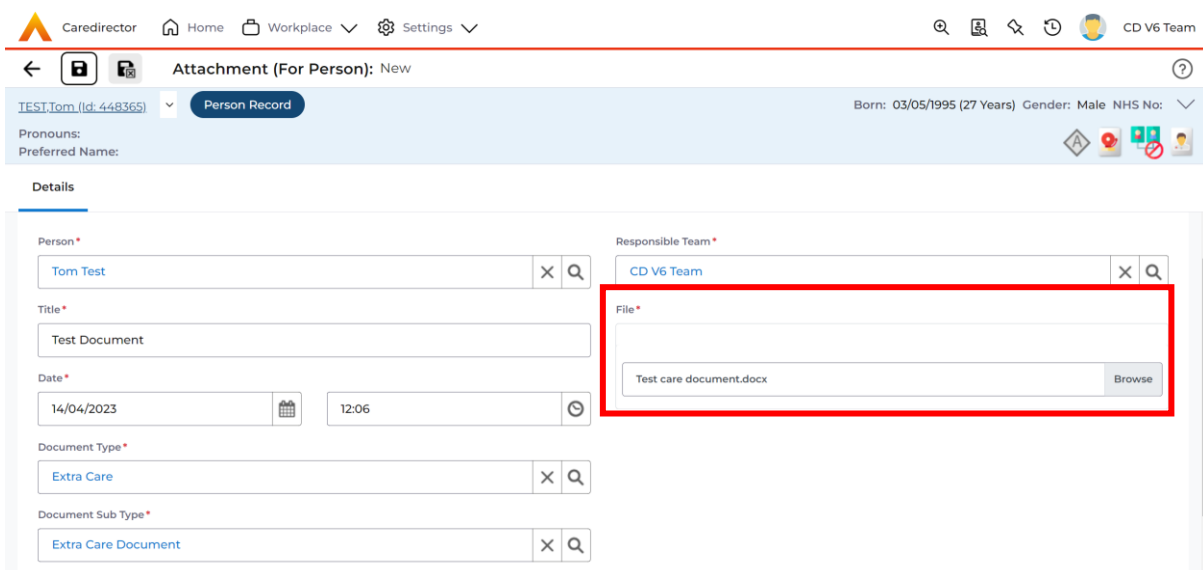 Caredirector Home Workplace Settings CD V6 Team
Attachment (For Person): New
TEST,Tom (Id: 448365) Person Record Born: 03/05/1995 (27 Years) Gender: Male NHS No:
Pronouns:
Preferred Name:
A
Details
Person*
Tom Test
Responsible Team*
CD V6 Team
Title*
Test Document
File*
Test care document.docx Browse
Date*
14/04/2023 12:06
Document Type*
Extra Care
Document Sub Type*
Extra Care Document